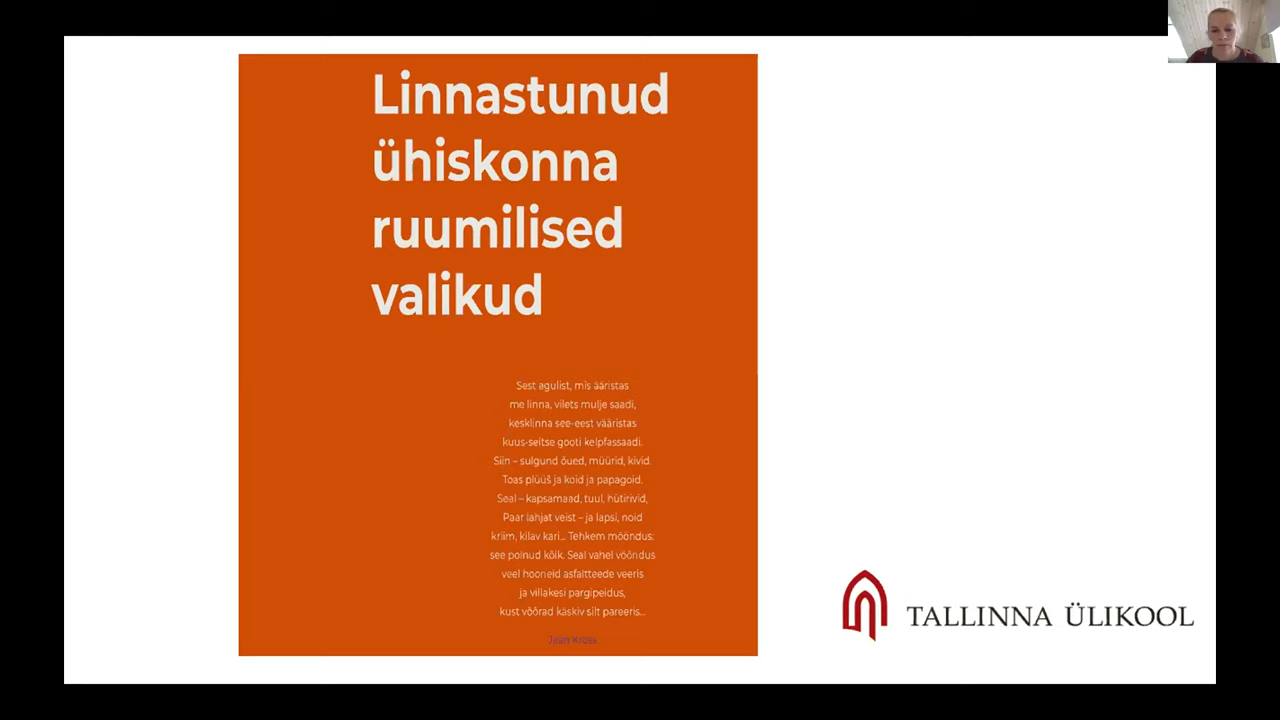 Linnastunud
ühiskonna
ruumilised
valikud
Sest agulist, mis ääristas
me linna, vilets mulje saadi,
kesklinna see-eest vääristas
kuus-seitse gooti kelpfassaadi.
Siin – sulgund õued, müürid, kivid.
Toas plüüš ja koid ja papagoid.
Seal – kapsamaad, tuul, hütirivid,
Paar lahjat veist – ja lapsi, noid
kriim, kilav kari... Tehkem mööndus:
see polnud kõik. Seal vahel vööndus
veel hooneid asfaltteede veeris
ja villakesi pargipeidus,
kust võõrad käskiv silt pareeris...
Jaan Kross
TALLINNA ÜLIKOOL